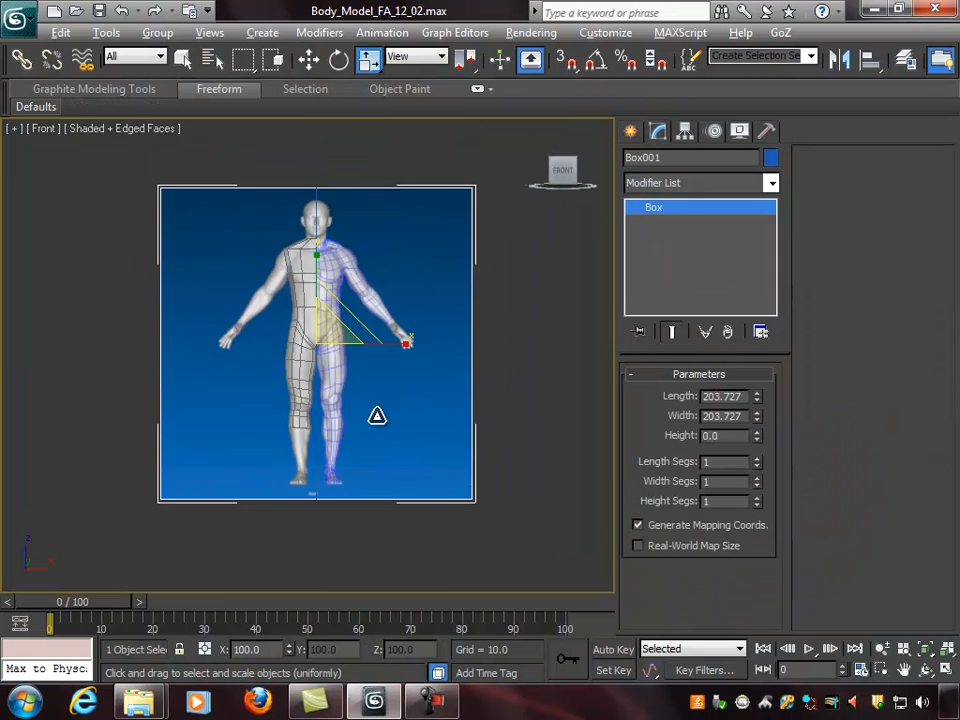 Body_Model_FA_12_02.max
Type a keyword or phrase
Edit Tools Group Views Create Modifiers Animation Graph Editors Rendering Customize MAXScript Help GoZ
All View 3 Create Selection Se
Graphite Modeling Tools Freeform Selection Object Paint
Defaults
[ + ] [ Front ] [ Shaded + Edged Faces ]
FRONT
Box001
Modifier List
Box
Parameters
Length: 203.727
Width: 203.727
Height: 0.0
Length Segs: 1
Width Segs: 1
Height Segs: 1
Generate Mapping Coords.
Real-World Map Size
x
z
x
< 0 / 100 >
0 10 20 30 40 50 60 70 80 90 100
1 Object Selec X: 100.0 Y: 100.0 Z: 100.0 Grid = 10.0 Auto Key Selected
Max to Physc Click and drag to select and scale objects (uniformly) Add Time Tag Set Key Key Filters... 0